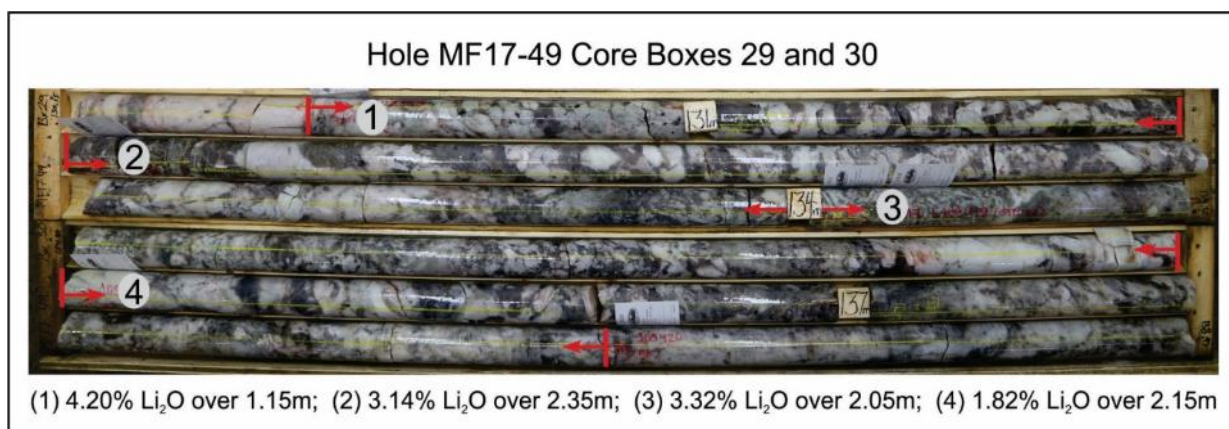 Hole MF17-49 Core Boxes 29 and 30
1
131m
2
134m
3
4
137m
(1) 4.20% Li₂O over 1.15m; (2) 3.14% Li₂O over 2.35m; (3) 3.32% Li₂O over 2.05m; (4) 1.82% Li₂O over 2.15m